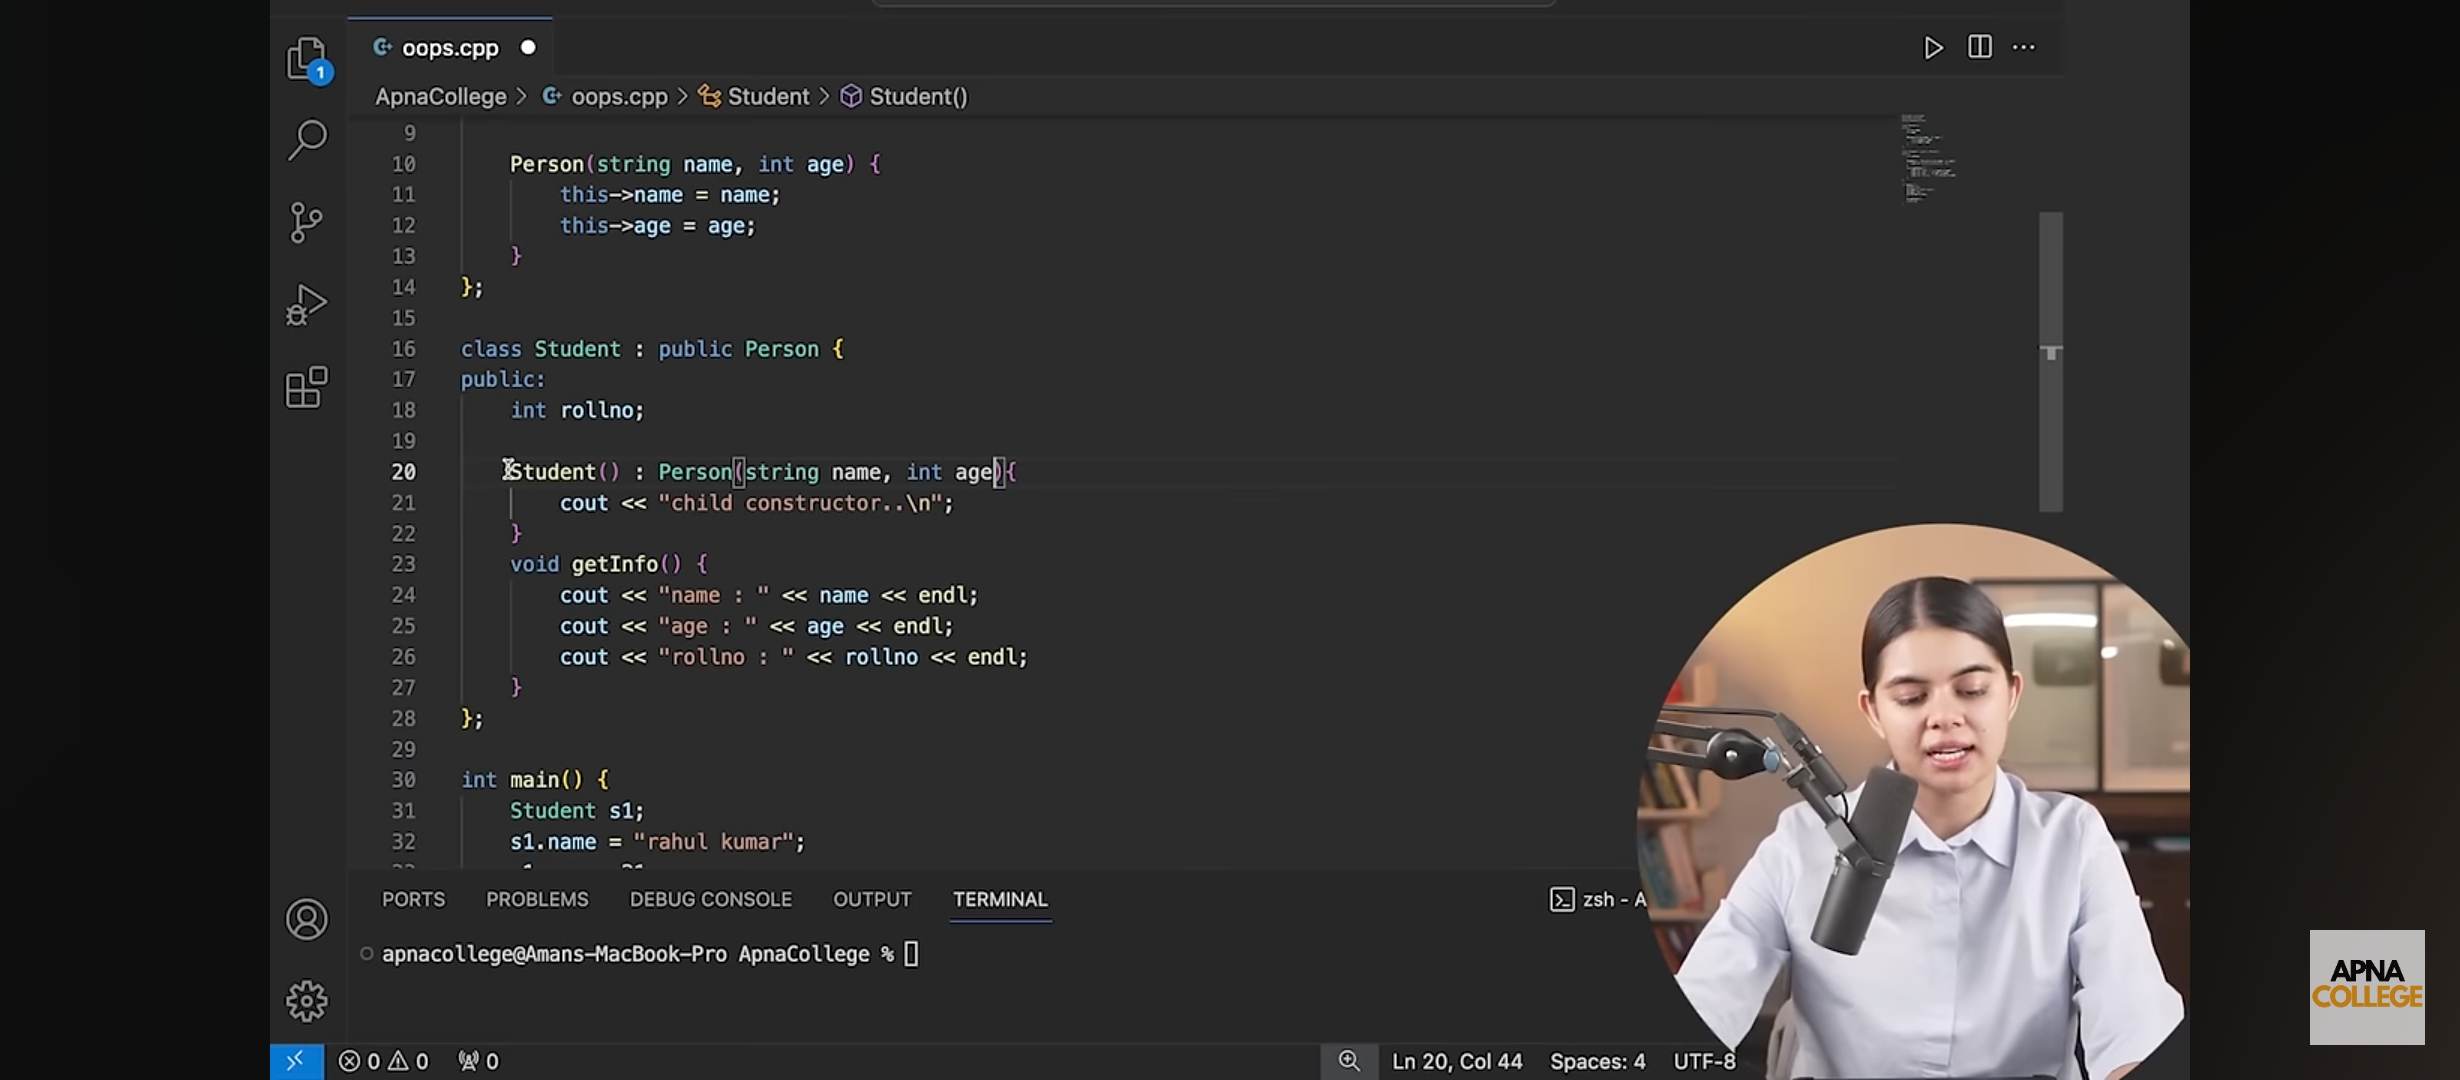 oops.cpp
1
ApnaCollege > oops.cpp > Student > Student()
9
10 Person(string name, int age) {
11 this->name = name;
12 this->age = age;
13 }
14 };
15
16 class Student : public Person {
17 public:
18 int rollno;
19
20 Student() : Person(string name, int age){
21 cout << "child constructor..\n";
22 }
23 void getInfo() {
24 cout << "name : " << name << endl;
25 cout << "age : " << age << endl;
26 cout << "rollno : " << rollno << endl;
27 }
28 };
29
30 int main() {
31 Student s1;
32 s1.name = "rahul kumar";
PORTS PROBLEMS DEBUG CONSOLE OUTPUT TERMINAL zsh - A
apnacollege@Amans-MacBook-Pro ApnaCollege %
0 0 0 Ln 20, Col 44 Spaces: 4 UTF-8
APNA
COLLEGE